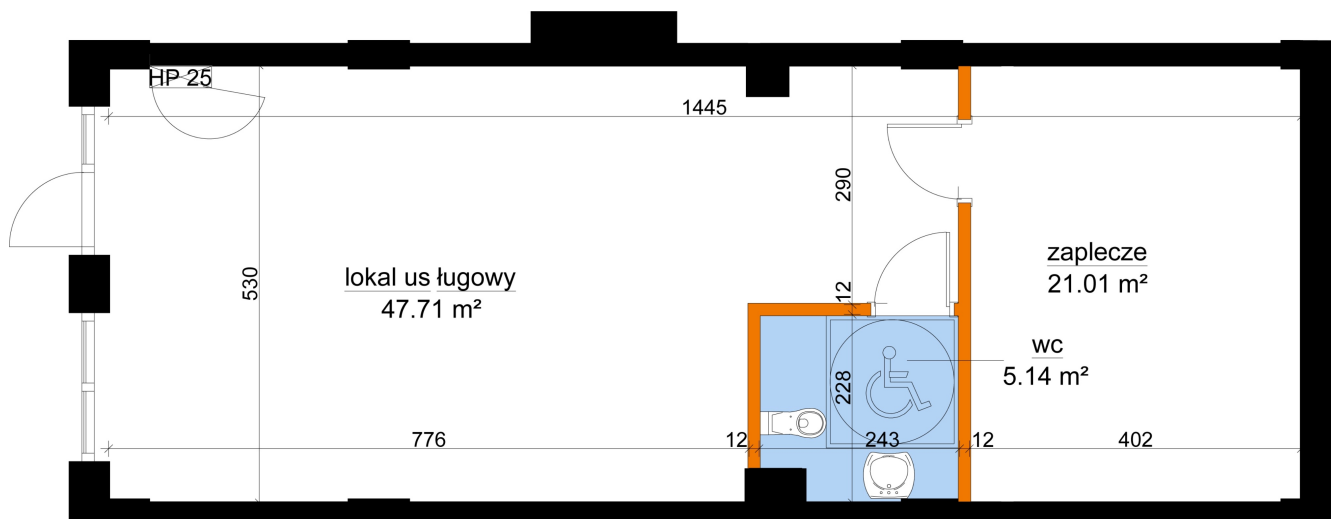 HP 25
1445
290
530
lokal us ługowy
47.71 m²
zaplecze
21.01 m²
12
wc
5.14 m²
228
776
12
243
12
402